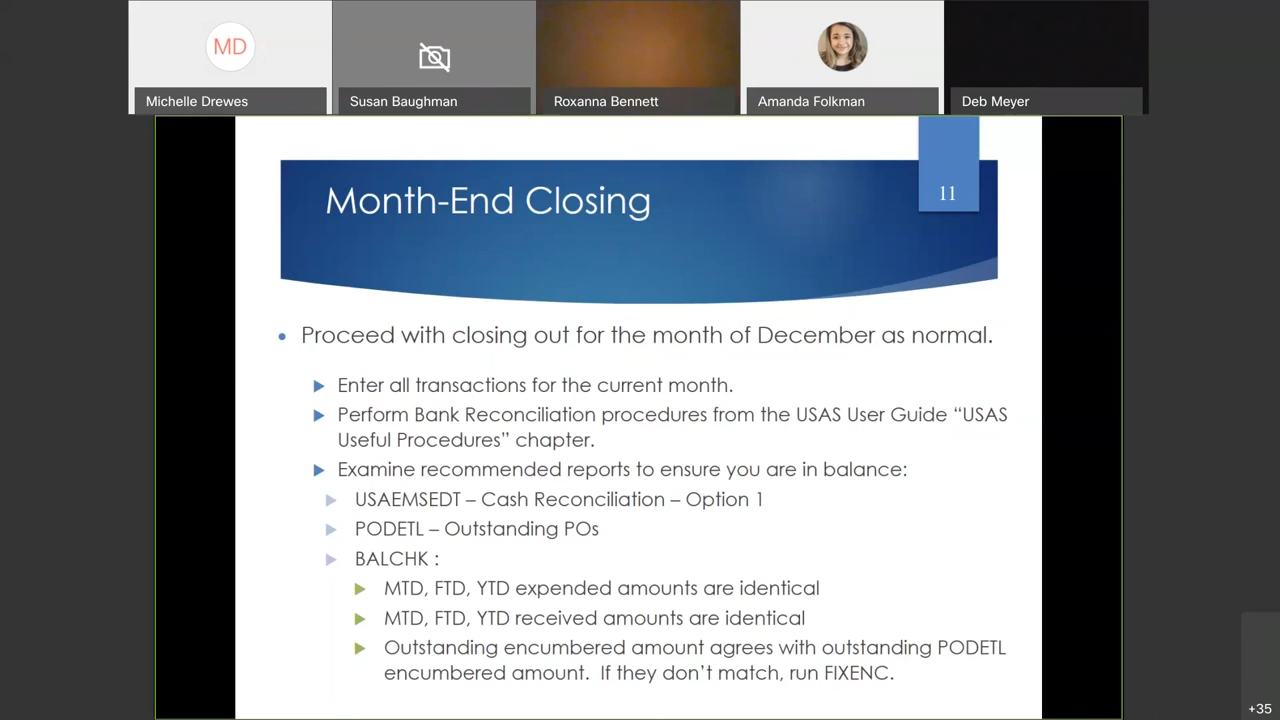 MD
Michelle Drewes
Susan Baughman
Roxanna Bennett
Amanda Folkman
Deb Meyer
11
Month-End Closing
Proceed with closing out for the month of December as normal.
Enter all transactions for the current month.
Perform Bank Reconciliation procedures from the USAS User Guide “USAS
Useful Procedures” chapter.
Examine recommended reports to ensure you are in balance:
USAEMSEDT – Cash Reconciliation – Option 1
PODETL – Outstanding POs
BALCHK :
MTD, FTD, YTD expended amounts are identical
MTD, FTD, YTD received amounts are identical
Outstanding encumbered amount agrees with outstanding PODETL
encumbered amount.  If they don’t match, run FIXENC.
+35